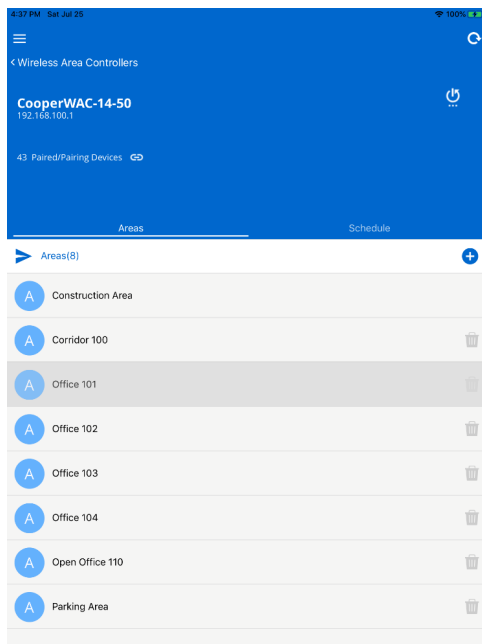 4:37 PM Sat Jul 25 100%
Wireless Area Controllers
CooperWAC-14-50
192.168.100.1
43 Paired/Pairing Devices
Areas Schedule
Areas(8)
A Construction Area
A Corridor 100
A Office 101
A Office 102
A Office 103
A Office 104
A Open Office 110
A Parking Area